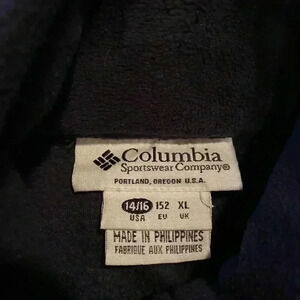 Columbia
Sportswear Company®
PORTLAND, OREGON U.S.A.
14/16 152 XL
USA EU UK
MADE IN PHILIPPINES
FABRIQUE AUX PHILIPPINES